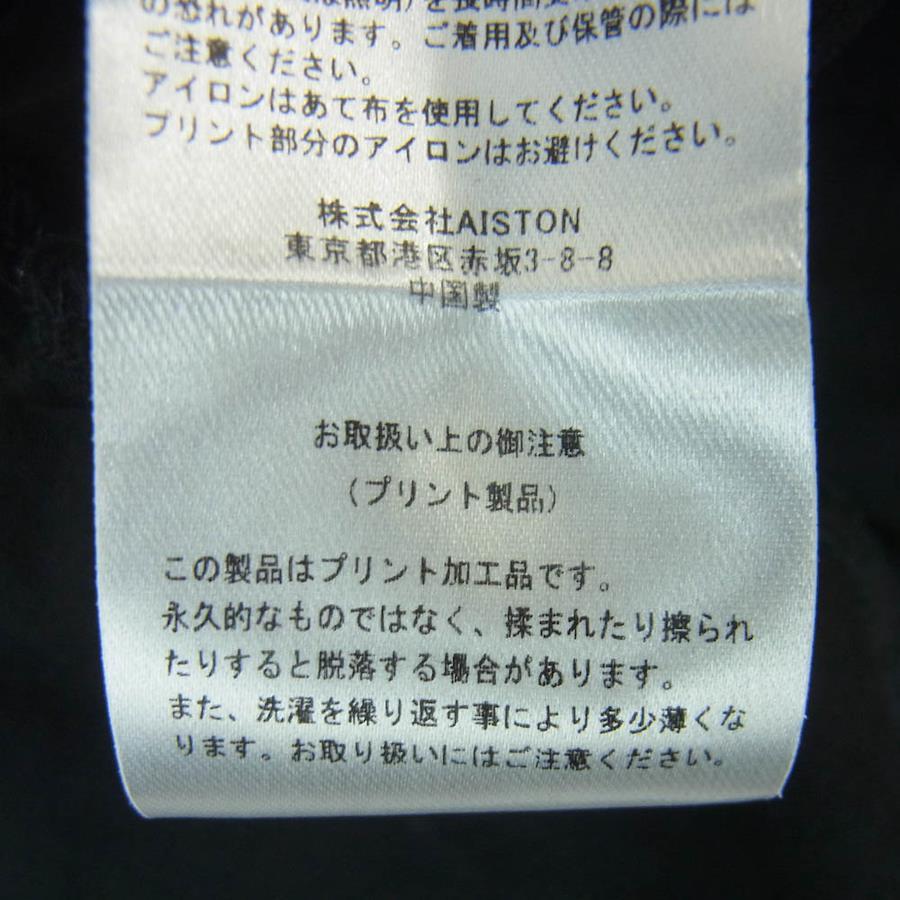 は照明)を長時間
の恐れがあります。ご着用及び保管の際には
ご注意ください。
アイロンはあて布を使用してください。
プリント部分のアイロンはお避けください。
株式会社AISTON
東京都港区赤坂3-8-8
中国製
お取扱い上の御注意
(プリント製品)
この製品はプリント加工品です。
永久的なものではなく、揉まれたり擦られ
たりすると脱落する場合があります。
また、洗濯を繰り返す事により多少薄くな
ります。お取り扱いにはご注意ください。